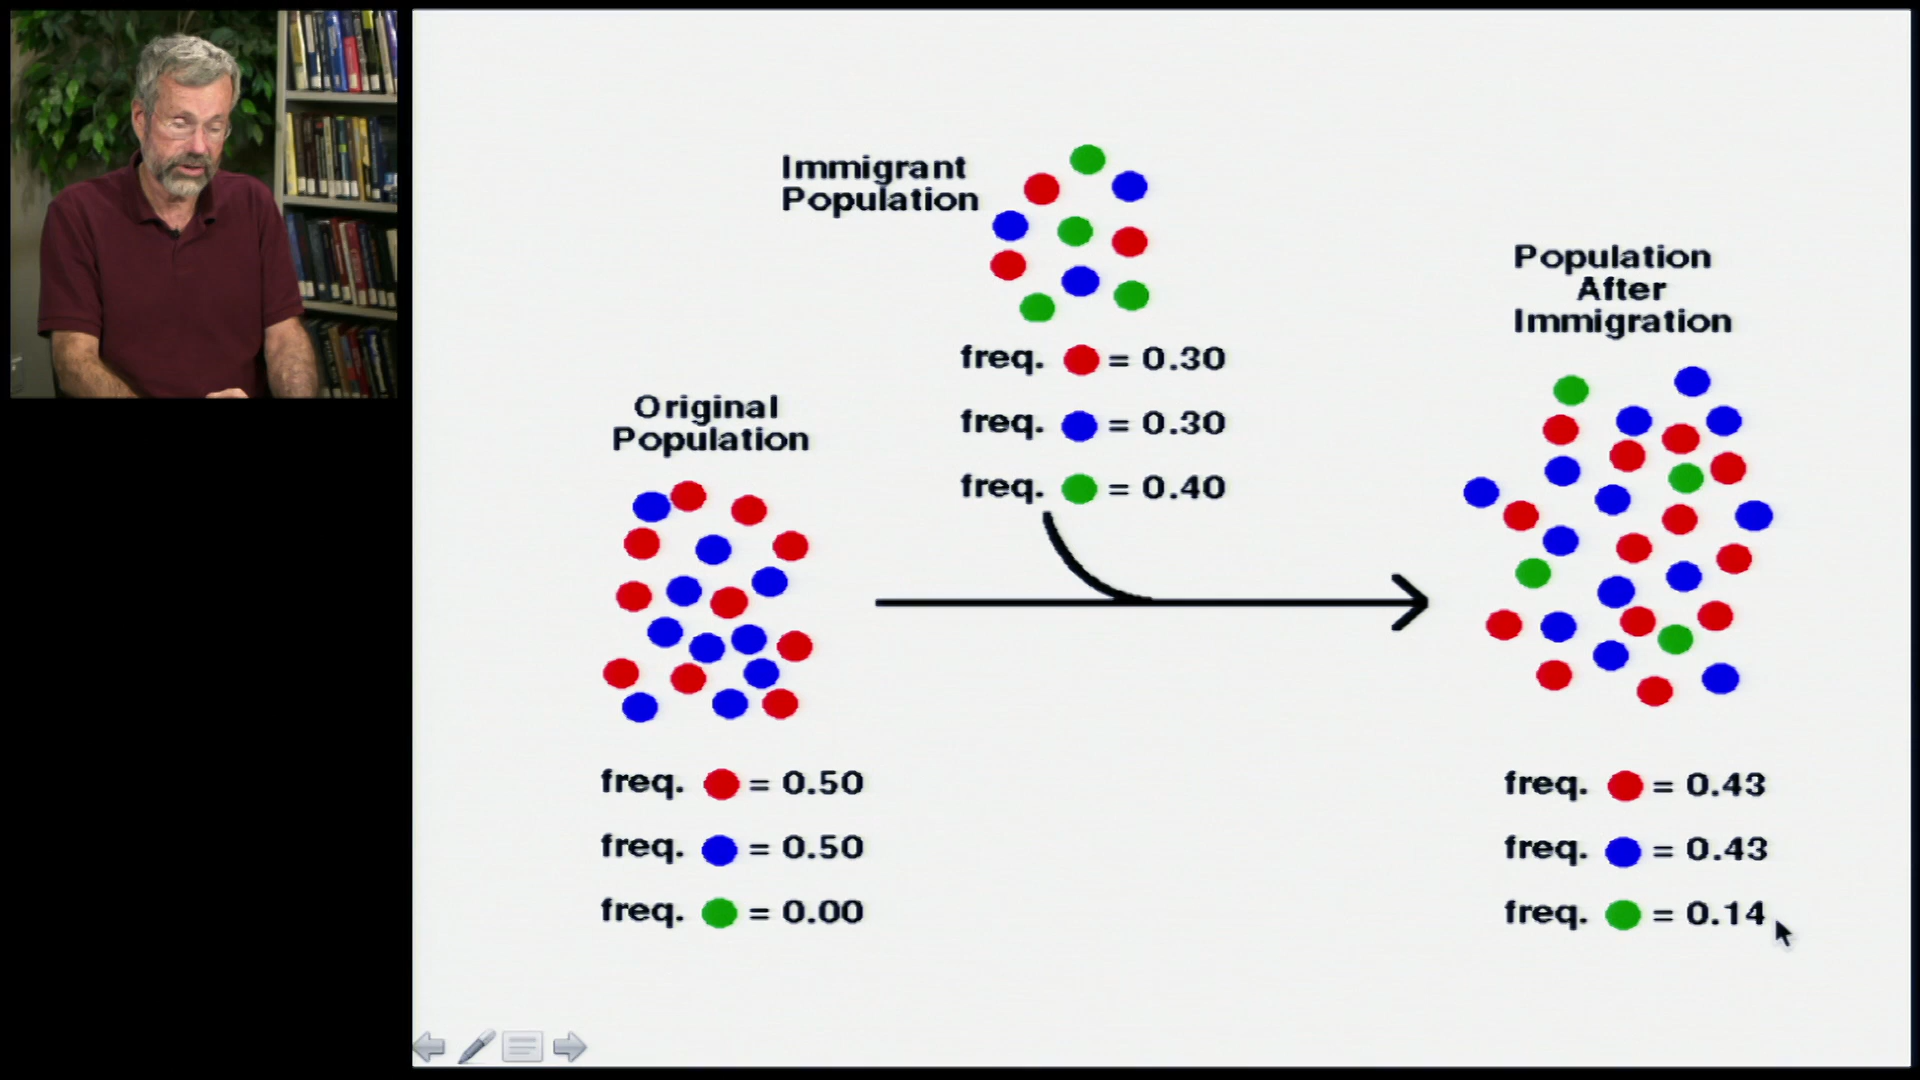 Immigrant
Population
freq. = 0.30
freq. = 0.30
freq. = 0.40
Original
Population
freq. = 0.50
freq. = 0.50
freq. = 0.00
Population
After
Immigration
freq. = 0.43
freq. = 0.43
freq. = 0.14